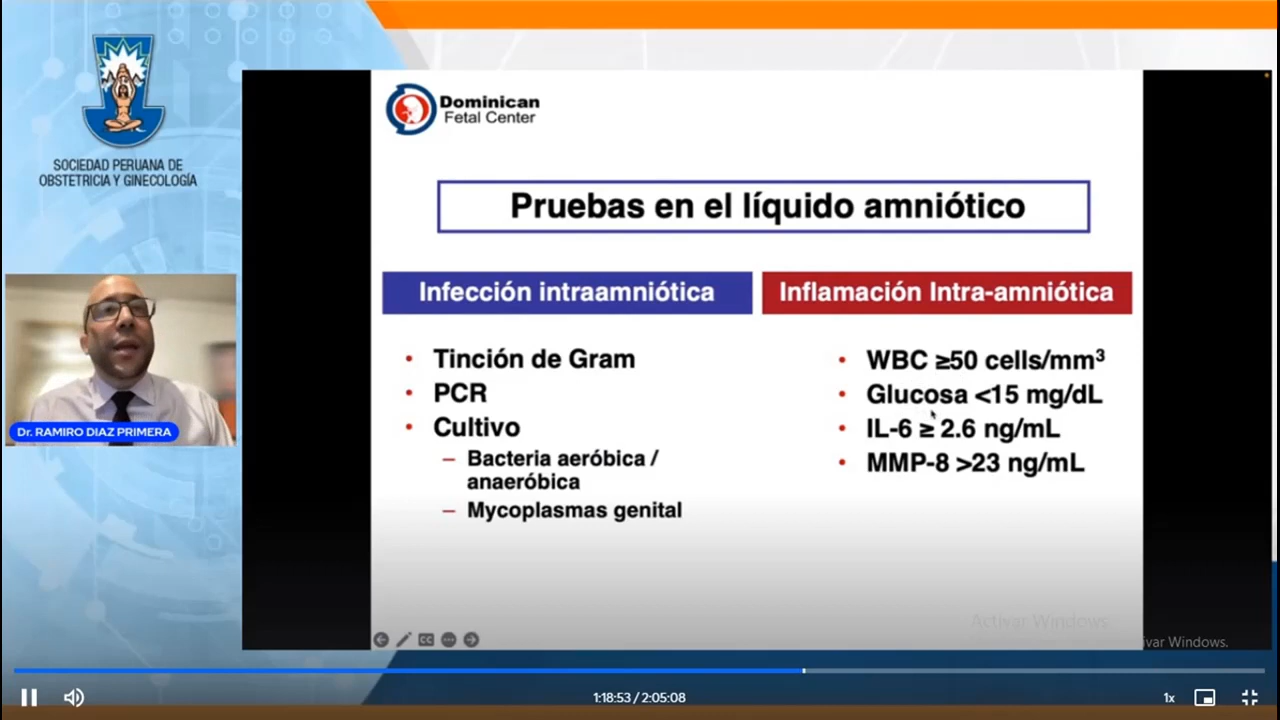 SOCIEDAD PERUANA DE
OBSTETRICIA Y GINECOLOGÍA
Dr. RAMIRO DIAZ PRIMERA
Dominican
Fetal Center
Pruebas en el líquido amniótico
Infección intraamniótica
• Tinción de Gram
• PCR
• Cultivo
– Bacteria aeróbica /
anaeróbica
– Mycoplasmas genital
Inflamación Intra-amniótica
• WBC ≥50 cells/mm³
• Glucosa <15 mg/dL
• IL-6 ≥ 2.6 ng/mL
• MMP-8 >23 ng/mL
CC
Activar Windows
ivar Windows.
1:18:53 / 2:05:08
1x